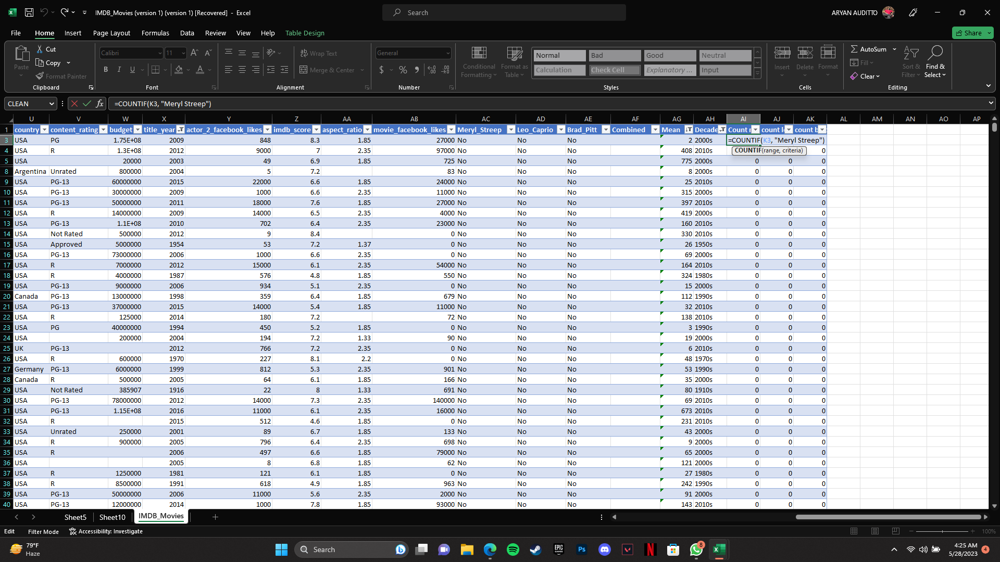 IMDB_Movies (version 1) (version 1) [Recovered] - Excel
Search
ARYAN AUDITTO
File Home Insert Page Layout Formulas Data Review View Help Table Design
Share
Paste
Cut
Copy
Format Painter
Clipboard
Calibri 11
B I U
Font
Wrap Text
Merge & Center
Alignment
General
$ % ,
Number
Conditional Formatting
Format as Table
Normal Bad Good Neutral
Calculation Check Cell Explanatory ... Input
Styles
Insert Delete Format
Cells
AutoSum
Fill
Clear
Sort & Filter
Find & Select
Editing
CLEAN
fx
=COUNTIF(K3, "Meryl Streep")
U V W X Y Z AA AB AC AD AE AF AG AH AI AJ AK AL AM AN AO AP
1 country content_rating budget title_year actor_2_facebook_likes imdb_score aspect_ratio movie_facebook_likes Meryl_Streep Leo_Caprio Brad_Pitt Combined Mean Decade Count count count b
3 USA PG 1.75E+08 2009 848 8.3 1.85 27000 No No No 2 2000s =COUNTIF(K3, "Meryl Streep")
4 USA R 1.3E+08 2012 9000 7 2.35 97000 No No No 408 2010s 0
COUNTIF(range, criteria)
5 USA 20000 2003 49 6.9 1.85 725 No No No 775 2000s 0 0 0
8 Argentina Unrated 800000 2004 5 7.2 83 No No No 8 2000s 0 0 0
9 USA PG-13 60000000 2015 22000 6.6 1.85 24000 No No No 25 2010s 0 0 0
10 USA PG-13 30000000 2009 1000 6.6 2.35 11000 No No No 315 2000s 0 0 0
11 USA PG-13 50000000 2011 18000 7.6 1.85 27000 No No No 397 2010s 0 0 0
12 USA R 14000000 2009 14000 6.5 2.35 4000 No No No 419 2000s 0 0 0
13 USA PG-13 1.1E+08 2010 702 6.4 2.35 23000 No No No 160 2010s 0 0 0
14 USA Not Rated 500000 2012 9 8.4 0 No No No 330 2010s 0 0 0
15 USA Approved 5000000 1954 53 7.2 1.37 0 No No No 26 1950s 0 0 0
16 USA PG-13 73000000 2006 1000 6.6 2.35 0 No No No 69 2000s 0 0 0
17 USA R 7000000 2012 15000 6.1 2.35 54000 No No No 164 2010s 0 0 0
18 USA R 4000000 1987 576 4.8 1.85 550 No No No 324 1980s 0 0 0
19 USA PG-13 9000000 2006 934 5.1 2.35 0 No No No 15 2000s 0 0 0
20 Canada PG-13 13000000 1998 359 6.4 1.85 679 No No No 112 1990s 0 0 0
21 USA PG-13 37000000 2015 14000 5.4 1.85 11000 No No No 32 2010s 0 0 0
22 USA R 125000 2014 180 7.2 72 No No No 138 2010s 0 0 0
23 USA PG 40000000 1994 450 5.2 1.85 0 No No No 3 1990s 0 0 0
24 USA 200000 2004 194 7.2 1.33 90 No No No 19 2000s 0 0 0
25 UK PG-13 2012 766 7.2 2.35 0 No No No 6 2010s 0 0 0
26 USA R 600000 1970 227 8.1 2.2 0 No No No 48 1970s 0 0 0
27 Germany PG-13 6000000 1999 812 5.3 2.35 901 No No No 53 1990s 0 0 0
28 Canada R 500000 2005 64 6.1 1.85 166 No No No 35 2000s 0 0 0
29 USA Not Rated 385907 1916 22 8 1.33 691 No No No 80 1910s 0 0 0
30 USA PG-13 78000000 2012 14000 7.3 2.35 140000 No No No 69 2010s 0 0 0
31 USA PG-13 1.15E+08 2016 11000 6.1 2.35 16000 No No No 673 2010s 0 0 0
32 USA R 2015 512 4.6 1.85 0 No No No 231 2010s 0 0 0
33 USA Unrated 250000 2001 89 6.7 1.85 133 No No No 43 2000s 0 0 0
34 USA R 900000 2005 796 6.4 2.35 698 No No No 9 2000s 0 0 0
35 USA R 2006 497 6.6 1.85 79000 No No No 65 2000s 0 0 0
36 USA 2005 8 6.8 1.85 62 No No No 121 2000s 0 0 0
37 USA R 1250000 1981 121 6.1 1.85 0 No No No 27 1980s 0 0 0
38 USA R 8500000 1991 618 4.9 1.85 963 No No No 242 1990s 0 0 0
39 USA PG-13 50000000 2006 11000 5.6 2.35 2000 No No No 91 2000s 0 0 0
40 USA PG-13 12000000 2014 1000 7.8 1.85 93000 No No No 143 2010s 0 0 0
Sheet5 Sheet10 IMDB_Movies
Edit Filter Mode Accessibility: Investigate
100%
79°F
Haze
Search
EPIC GAMES
Ps
8
4:25 AM
5/28/2023
4